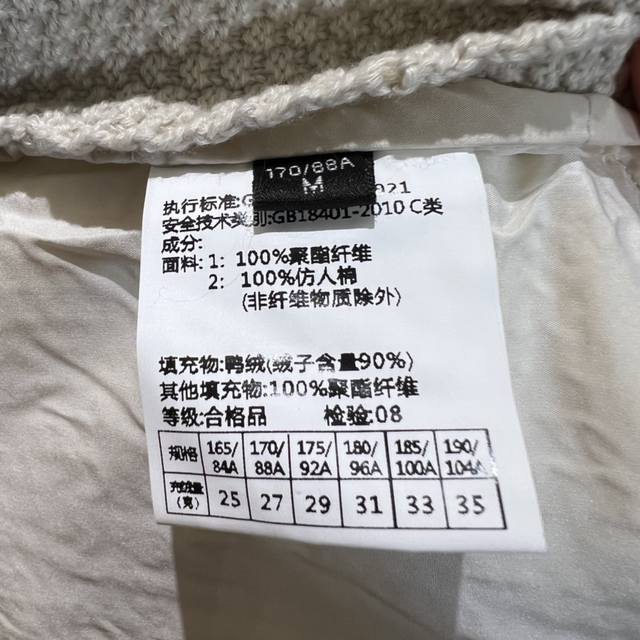 170/88A
M
执行标准:G 021
安全技术类别:GB18401-2010 C类
成分:
面料: 1: 100%聚酯纤维
2: 100%仿人棉
(非纤维物质除外)
填充物:鸭绒(绒子含量90%)
其他填充物:100%聚酯纤维
等级:合格品 检验:08
规格 165/84A 170/88A 175/92A 180/96A 185/100A 190/104A
充绒量(克) 25 27 29 31 33 35